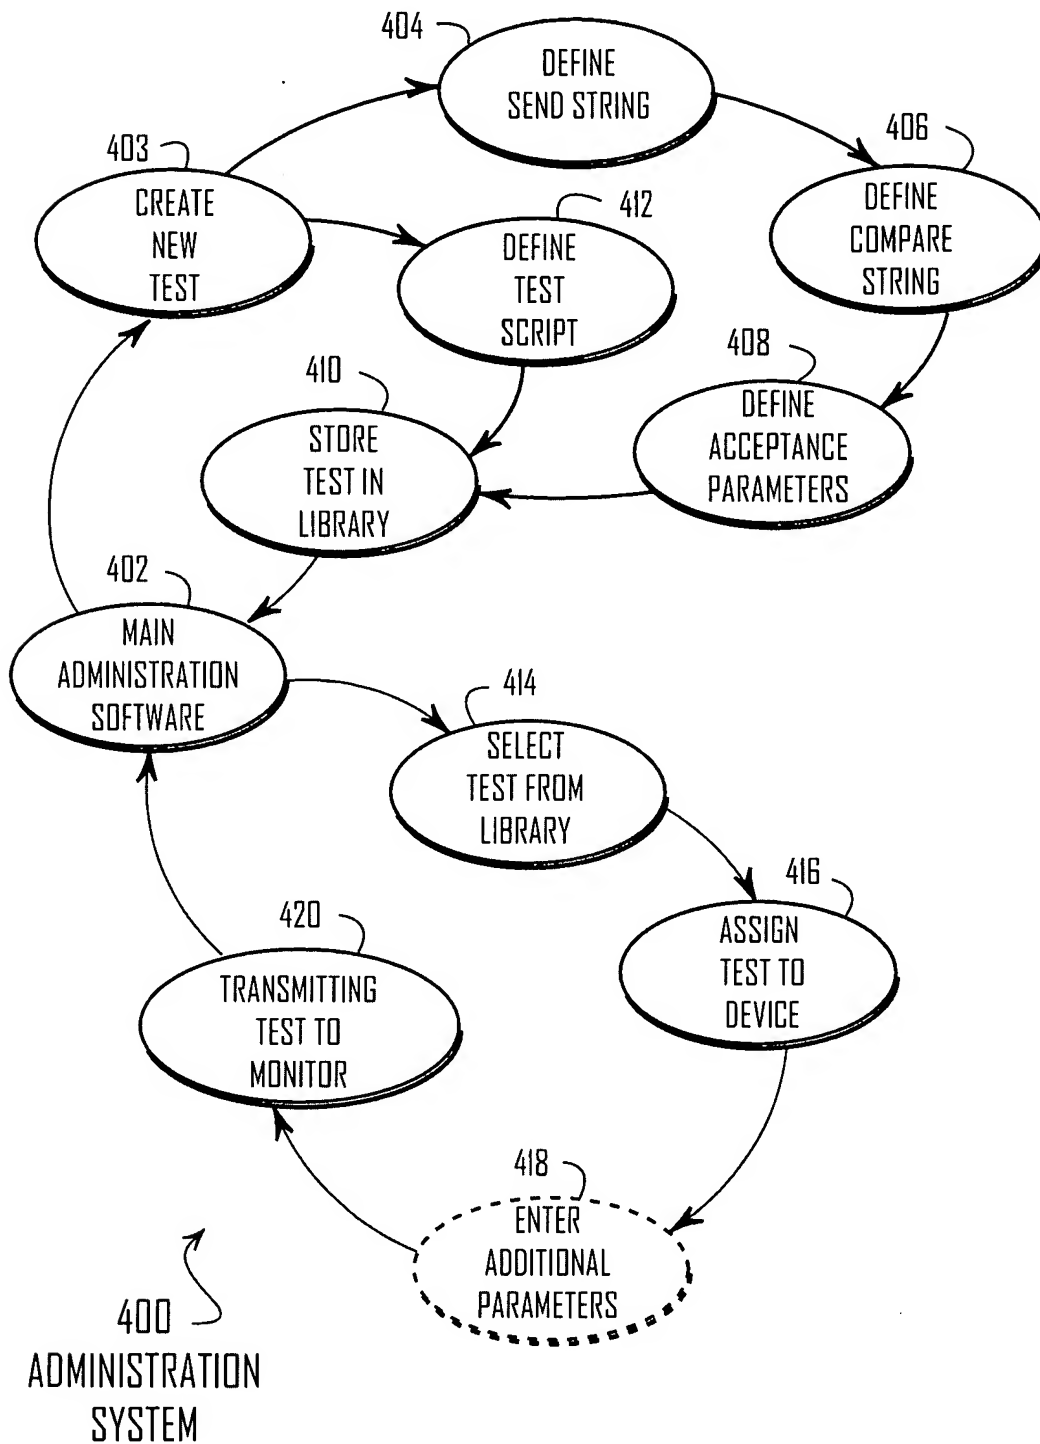 404
DEFINE
SEND STRING
403
CREATE
NEW
TEST
406
DEFINE
COMPARE
STRING
412
DEFINE
TEST
SCRIPT
408
DEFINE
ACCEPTANCE
PARAMETERS
410
STORE
TEST IN
LIBRARY
402
MAIN
ADMINISTRATION
SOFTWARE
414
SELECT
TEST FROM
LIBRARY
416
ASSIGN
TEST TO
DEVICE
420
TRANSMITTING
TEST TO
MONITOR
418
ENTER
ADDITIONAL
PARAMETERS
400
ADMINISTRATION
SYSTEM